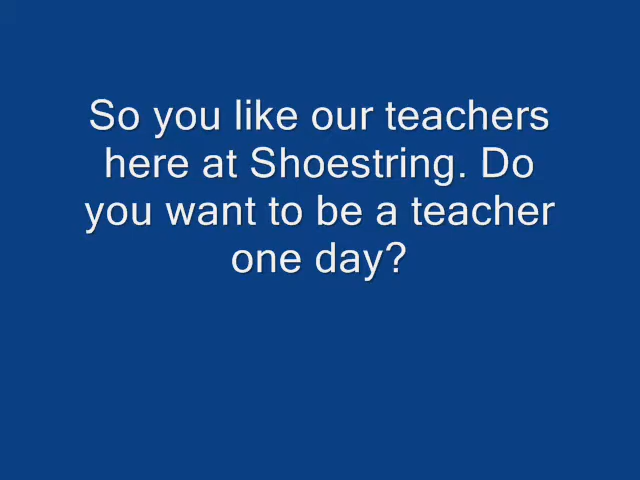 So you like our teachers
here at Shoestring. Do
you want to be a teacher
one day?